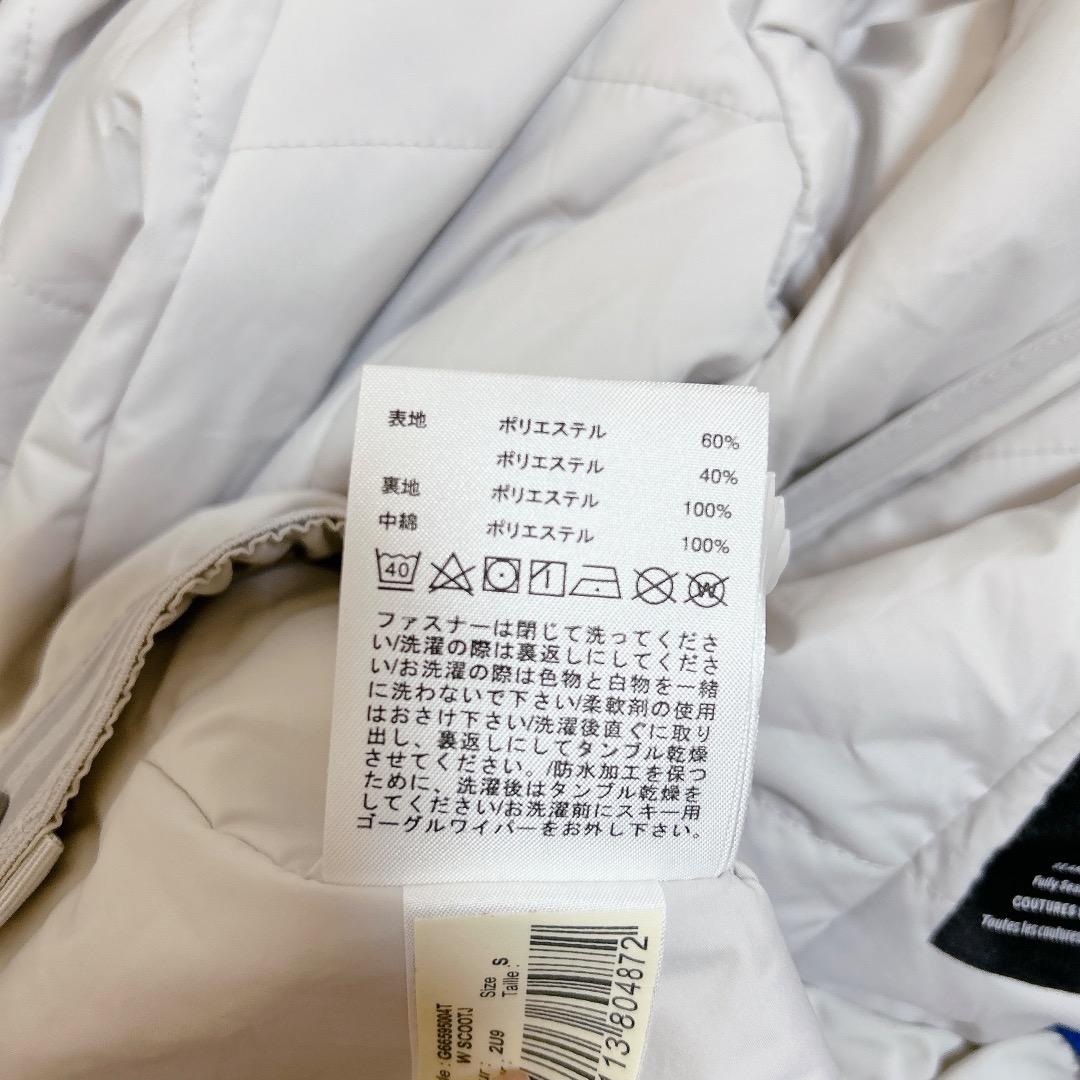 表地 ポリエステル 60%
ポリエステル 40%
裏地 ポリエステル 100%
中綿 ポリエステル 100%
40 W
ファスナーは閉じて洗ってくださ
い/洗濯の際は裏返しにしてくださ
い/お洗濯の際は色物と白物を一緒
に洗わないで下さい/柔軟剤の使用
はおさけ下さい/洗濯後直ぐに取り
出し、裏返しにしてタンブル乾燥
させてください。/防水加工を保つ
ために、洗濯後はタンブル乾燥を
してください/お洗濯前にスキー用
ゴーグルワイパーをお外し下さい。
G66595004T
W SCOOTJ
2U9
Size : S
Taille :
113 804872
Fully Sea
COUTURES
Toutes les coutures